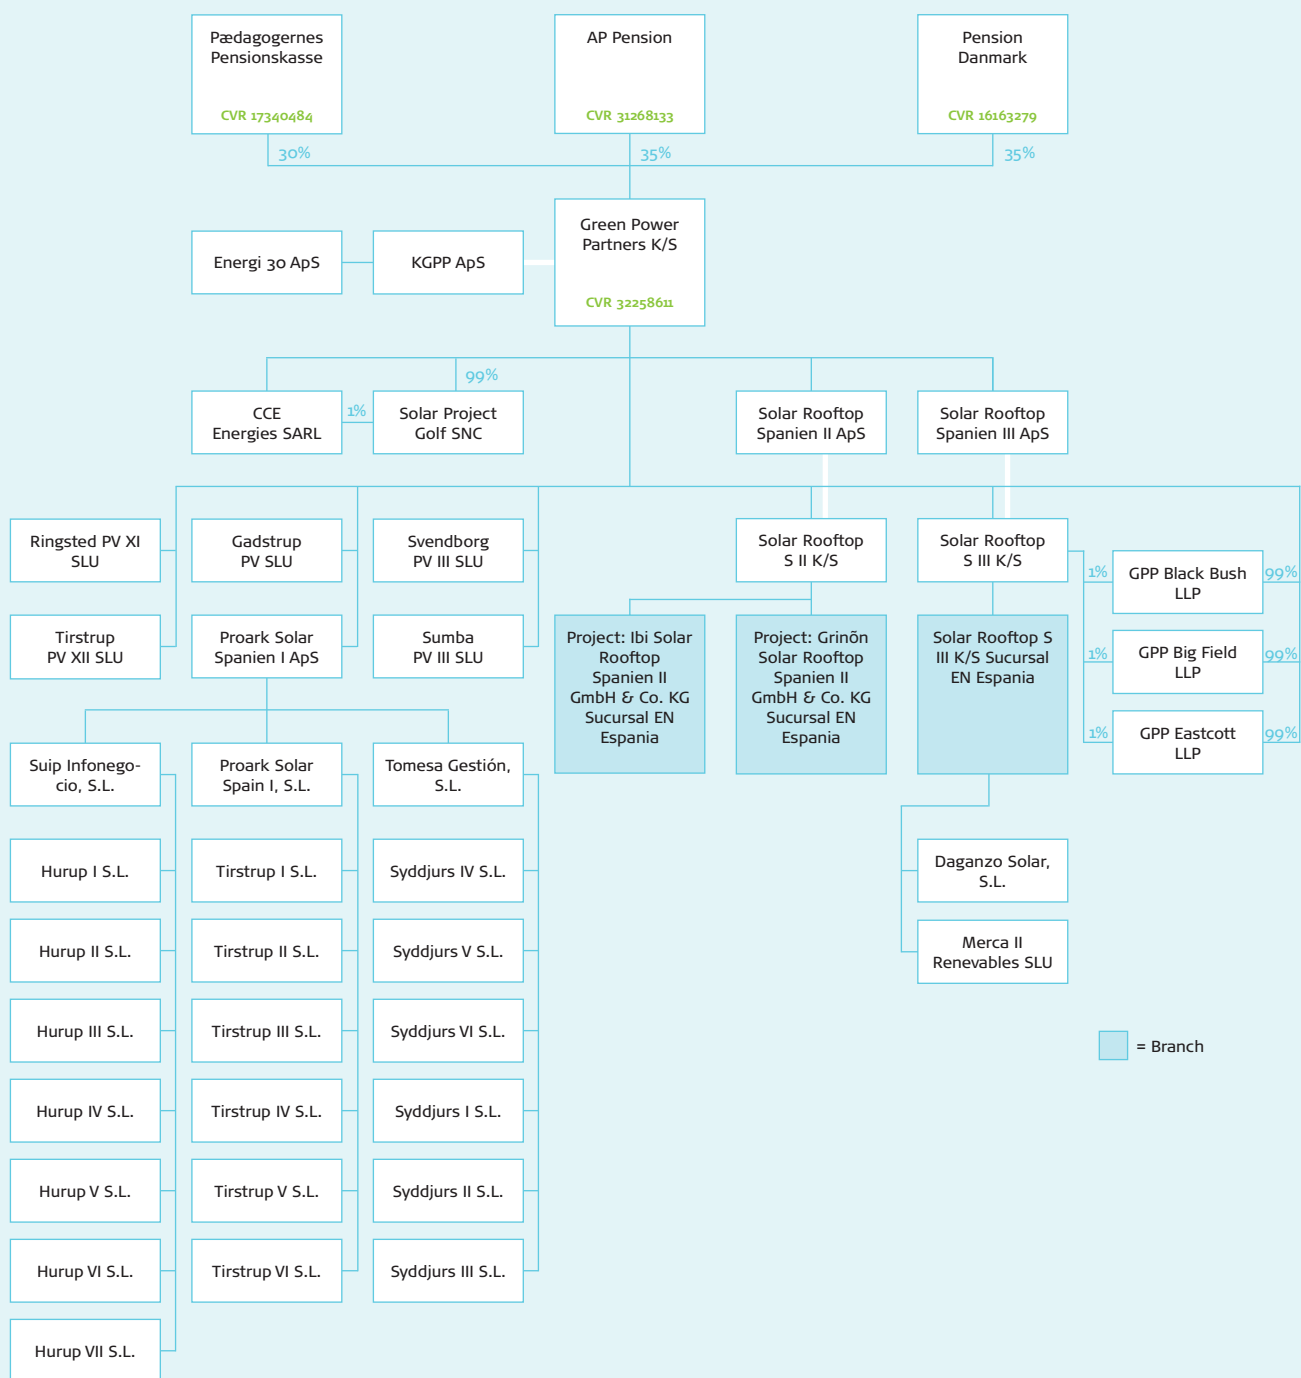 Pædagogernes
Pensionskasse
CVR 17340484
AP Pension
CVR 31268133
Pension
Danmark
CVR 16163279
30%
35%
35%
Green Power
Partners K/S
CVR 32258611
Energi 30 ApS
KGPP ApS
99%
CCE
Energies SARL
1%
Solar Project
Golf SNC
Solar Rooftop
Spanien II ApS
Solar Rooftop
Spanien III ApS
Ringsted PV XI
SLU
Gadstrup
PV SLU
Svendborg
PV III SLU
Solar Rooftop
S II K/S
Solar Rooftop
S III K/S
1%
GPP Black Bush
LLP
99%
Tirstrup
PV XII SLU
Proark Solar
Spanien I ApS
Sumba
PV III SLU
Project: Ibi Solar
Rooftop
Spanien II
GmbH & Co. KG
Sucursal EN
Espania
Project: Grinõn
Solar Rooftop
Spanien II
GmbH & Co. KG
Sucursal EN
Espania
Solar Rooftop S
III K/S Sucursal
EN Espania
1%
GPP Big Field
LLP
99%
1%
GPP Eastcott
LLP
99%
Suip Infonego-
cio, S.L.
Proark Solar
Spain I, S.L.
Tomesa Gestión,
S.L.
Hurup I S.L.
Tirstrup I S.L.
Syddjurs IV S.L.
Daganzo Solar,
S.L.
Hurup II S.L.
Tirstrup II S.L.
Syddjurs V S.L.
Merca II
Renevables SLU
Hurup III S.L.
Tirstrup III S.L.
Syddjurs VI S.L.
= Branch
Hurup IV S.L.
Tirstrup IV S.L.
Syddjurs I S.L.
Hurup V S.L.
Tirstrup V S.L.
Syddjurs II S.L.
Hurup VI S.L.
Tirstrup VI S.L.
Syddjurs III S.L.
Hurup VII S.L.